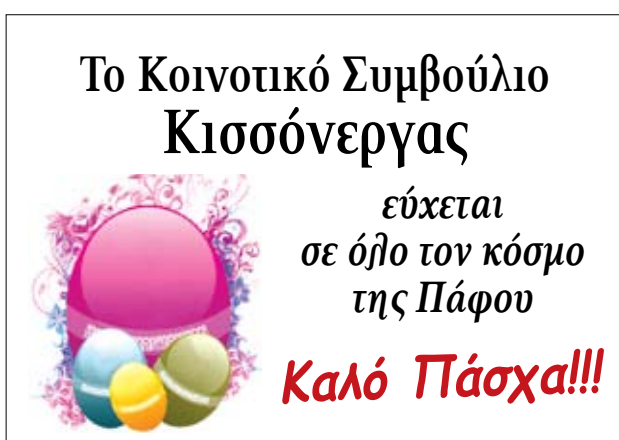 Το Κοινοτικό Συμβούλιο
Κισσόνεργας
εύχεται
σε όλο τον κόσμο
της Πάφου
Καλό Πάσχα!!!